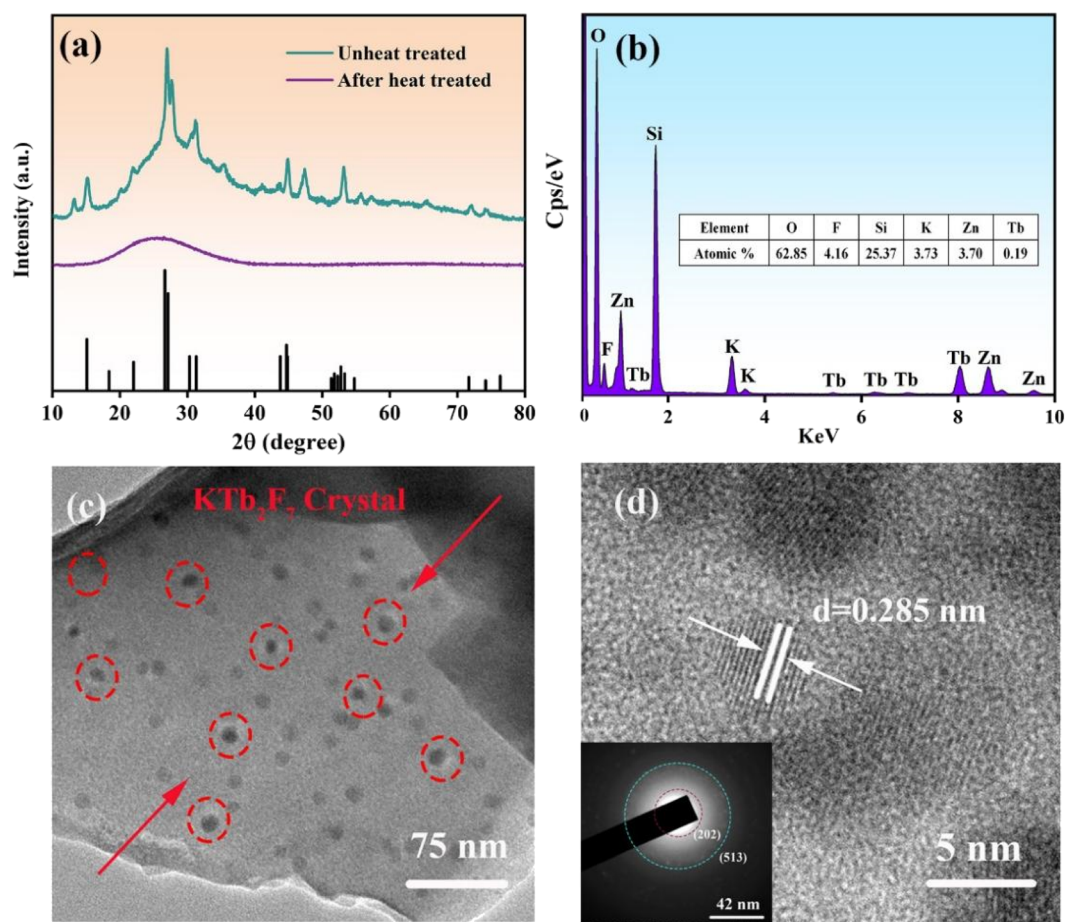 (a)
Unheat treated
After heat treated
Intensity (a.u.)
10 20 30 40 50 60 70 80
2θ (degree)
(b)
O
Si
Zn
F
Tb
K
K
Tb
Tb
Tb
Tb
Zn
Zn
Cps/eV
Element O F Si K Zn Tb
Atomic % 62.85 4.16 25.37 3.73 3.70 0.19
0 2 4 6 8 10
KeV
(c)
KTb₂F₇ Crystal
75 nm
(d)
d=0.285 nm
(202)
(513)
42 nm
5 nm